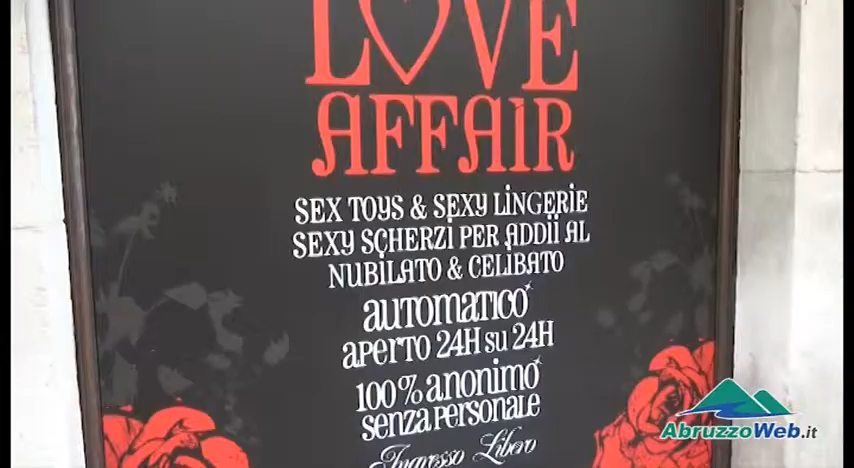 LOVE
AFFAIR
SEX TOYS & SEXY LINGERIE
SEXY SCHERZI PER ADDII AL
NUBILATO & CELIBATO
AUTOMATICO
APERTO 24H SU 24H
100% ANONIMO
SENZA PERSONALE
Ingresso Libero
AbruzzoWeb.it